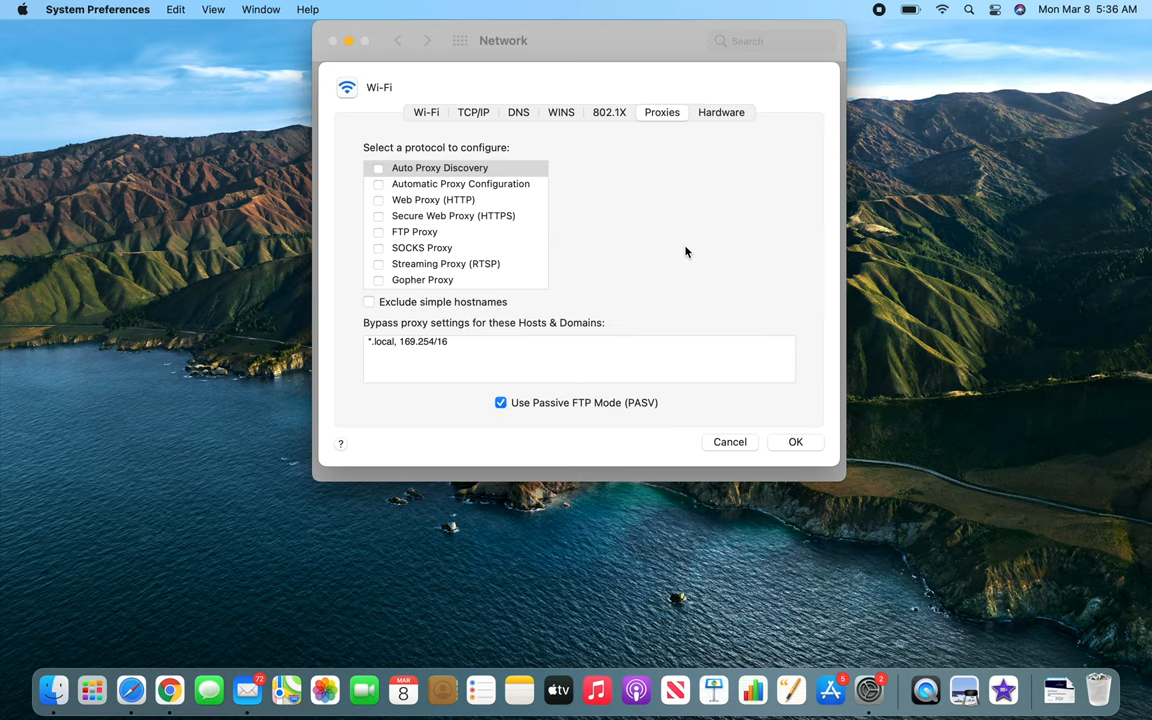 System Preferences Edit View Window Help Mon Mar 8 5:36 AM
Network Search
Wi-Fi
Wi-Fi TCP/IP DNS WINS 802.1X Proxies Hardware
Select a protocol to configure:
Auto Proxy Discovery
Automatic Proxy Configuration
Web Proxy (HTTP)
Secure Web Proxy (HTTPS)
FTP Proxy
SOCKS Proxy
Streaming Proxy (RTSP)
Gopher Proxy
Exclude simple hostnames
Bypass proxy settings for these Hosts & Domains:
*.local, 169.254/16
Use Passive FTP Mode (PASV)
? Cancel OK
72 MAR 8 tv 5 2